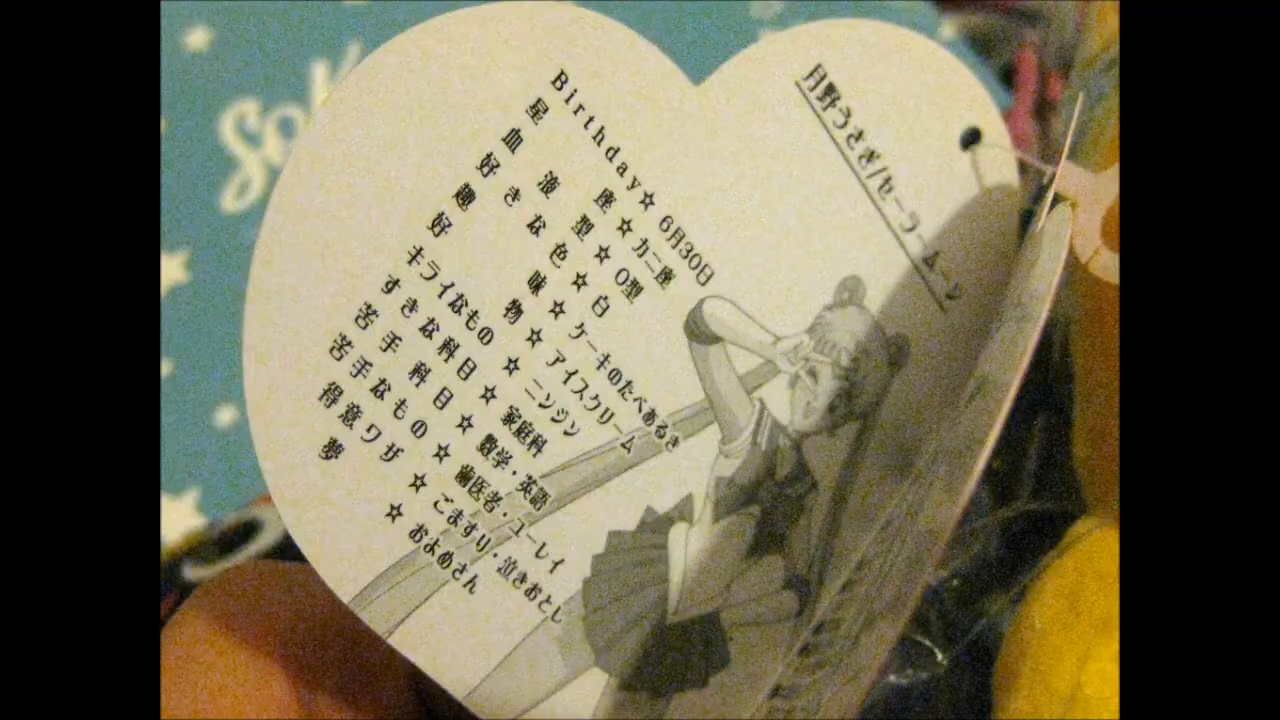 月野うさぎ/セーラームーン
Birthday☆ 6月30日
星座☆カニ座
血液型☆O型
好きな色☆白
趣味☆ケーキのたべあるき
好物☆アイスクリーム
キライなもの☆ニンジン
すきな科目☆家庭科
苦手科目☆数学・英語
苦手なもの☆歯医者・ユーレイ
得意ワザ☆ごますり・泣きおとし
夢☆およめさん